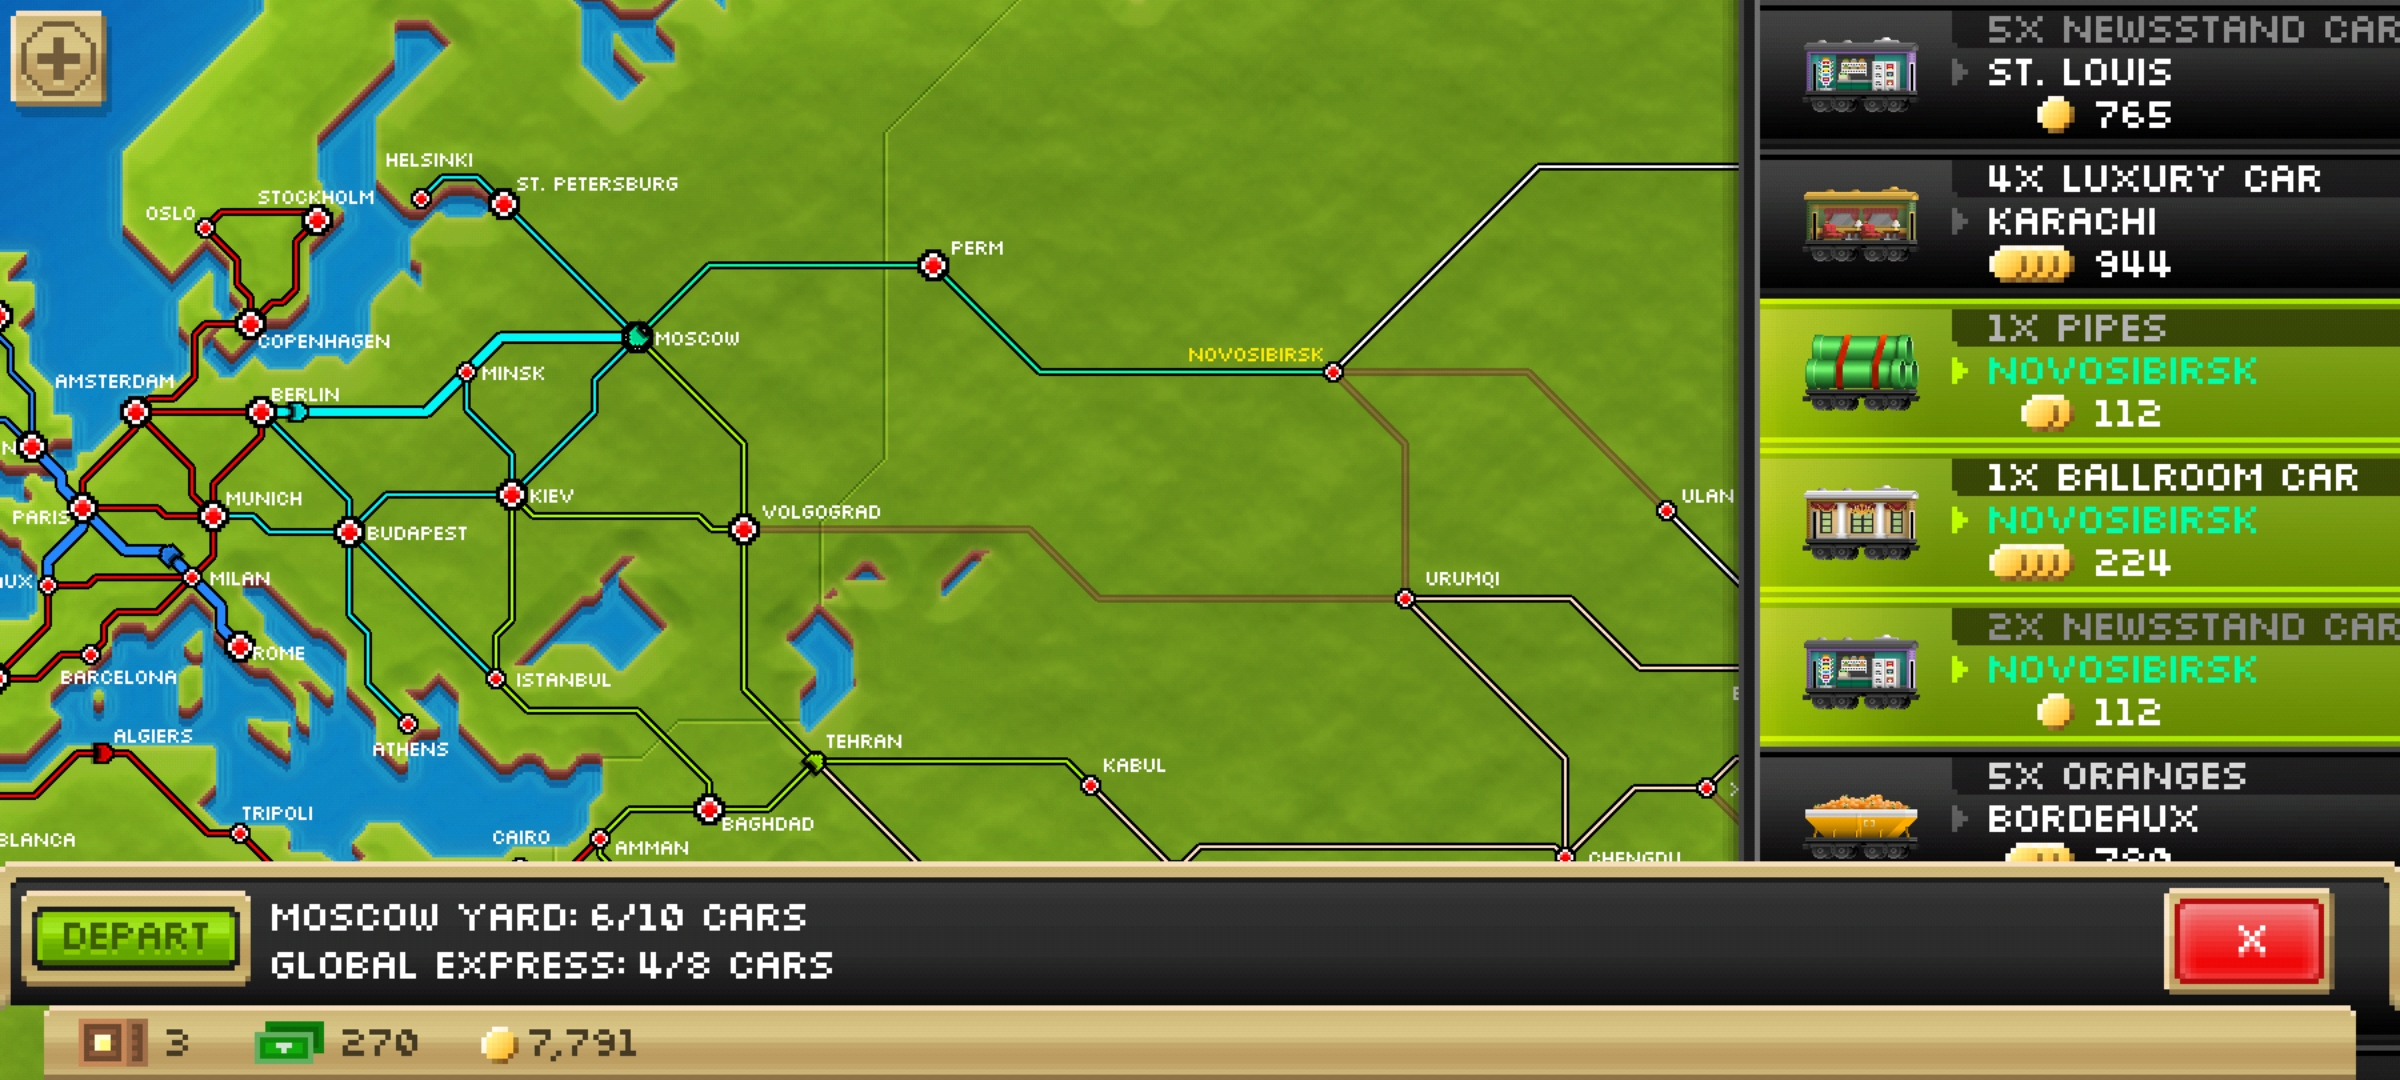 HELSINKI
ST. PETERSBURG
STOCKHOLM
OSLO
PERM
COPENHAGEN
MOSCOW
NOVOSIBIRSK
MINSK
AMSTERDAM
BERLIN
N
MUNICH
KIEV
ULAN
PARIS
VOLGOGRAD
BUDAPEST
UX
MILAN
URUMQI
ROME
BARCELONA
ISTANBUL
ALGIERS
ATHENS
TEHRAN
KABUL
TRIPOLI
BLANCA
CAIRO
AMMAN
BAGHDAD
CHENGDU
5X NEWSSTAND CAR
ST. LOUIS
765
4X LUXURY CAR
KARACHI
944
1X PIPES
NOVOSIBIRSK
112
1X BALLROOM CAR
NOVOSIBIRSK
224
2X NEWSSTAND CAR
NOVOSIBIRSK
112
5X ORANGES
BORDEAUX
DEPART
MOSCOW YARD: 6/10 CARS
GLOBAL EXPRESS: 4/8 CARS
X
3
270
7,791